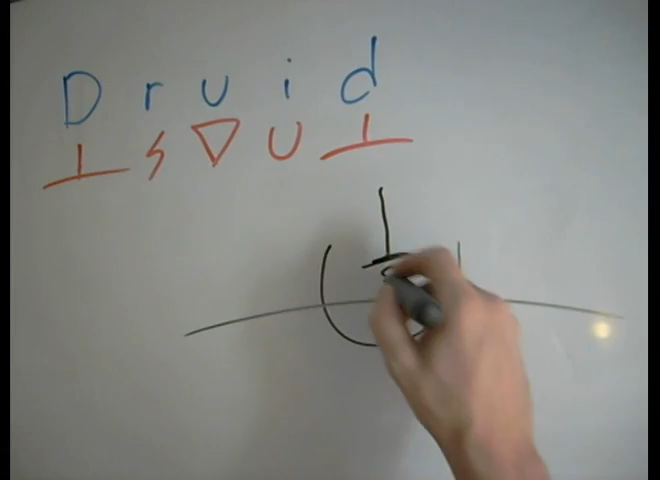 Druid
⊥ ϟ ▽ U ⊥